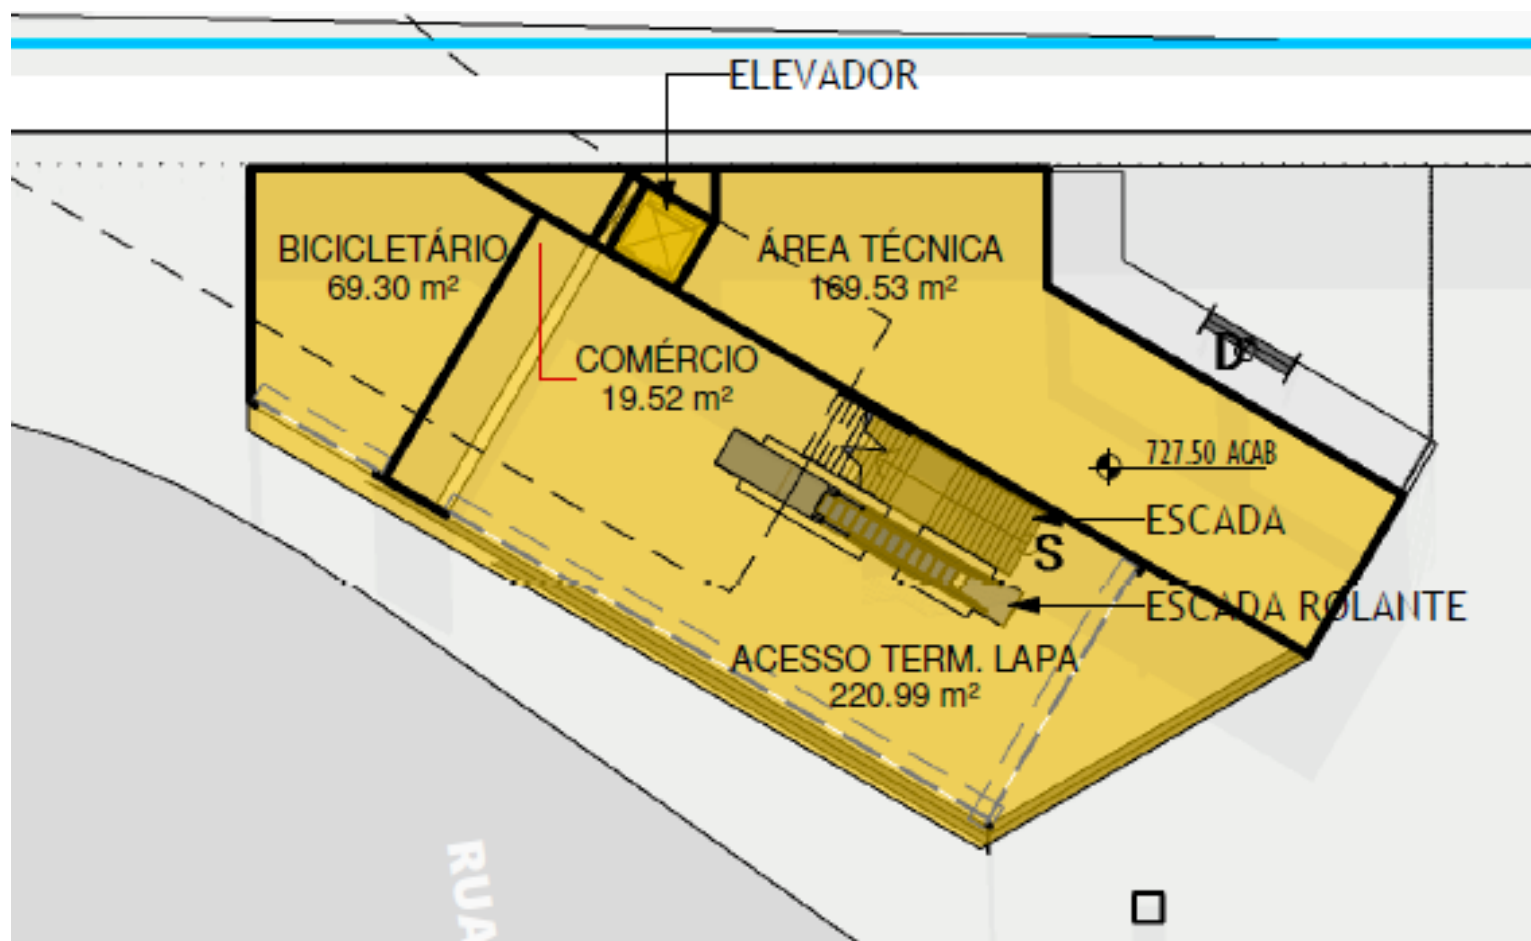 ELEVADOR
BICICLETÁRIO
69.30 m²
ÁREA TÉCNICA
169.53 m²
D
COMÉRCIO
19.52 m²
727.50 ACAB
ESCADA
S
ESCADA ROLANTE
ACESSO TERM. LAPA
220.99 m²
RUA